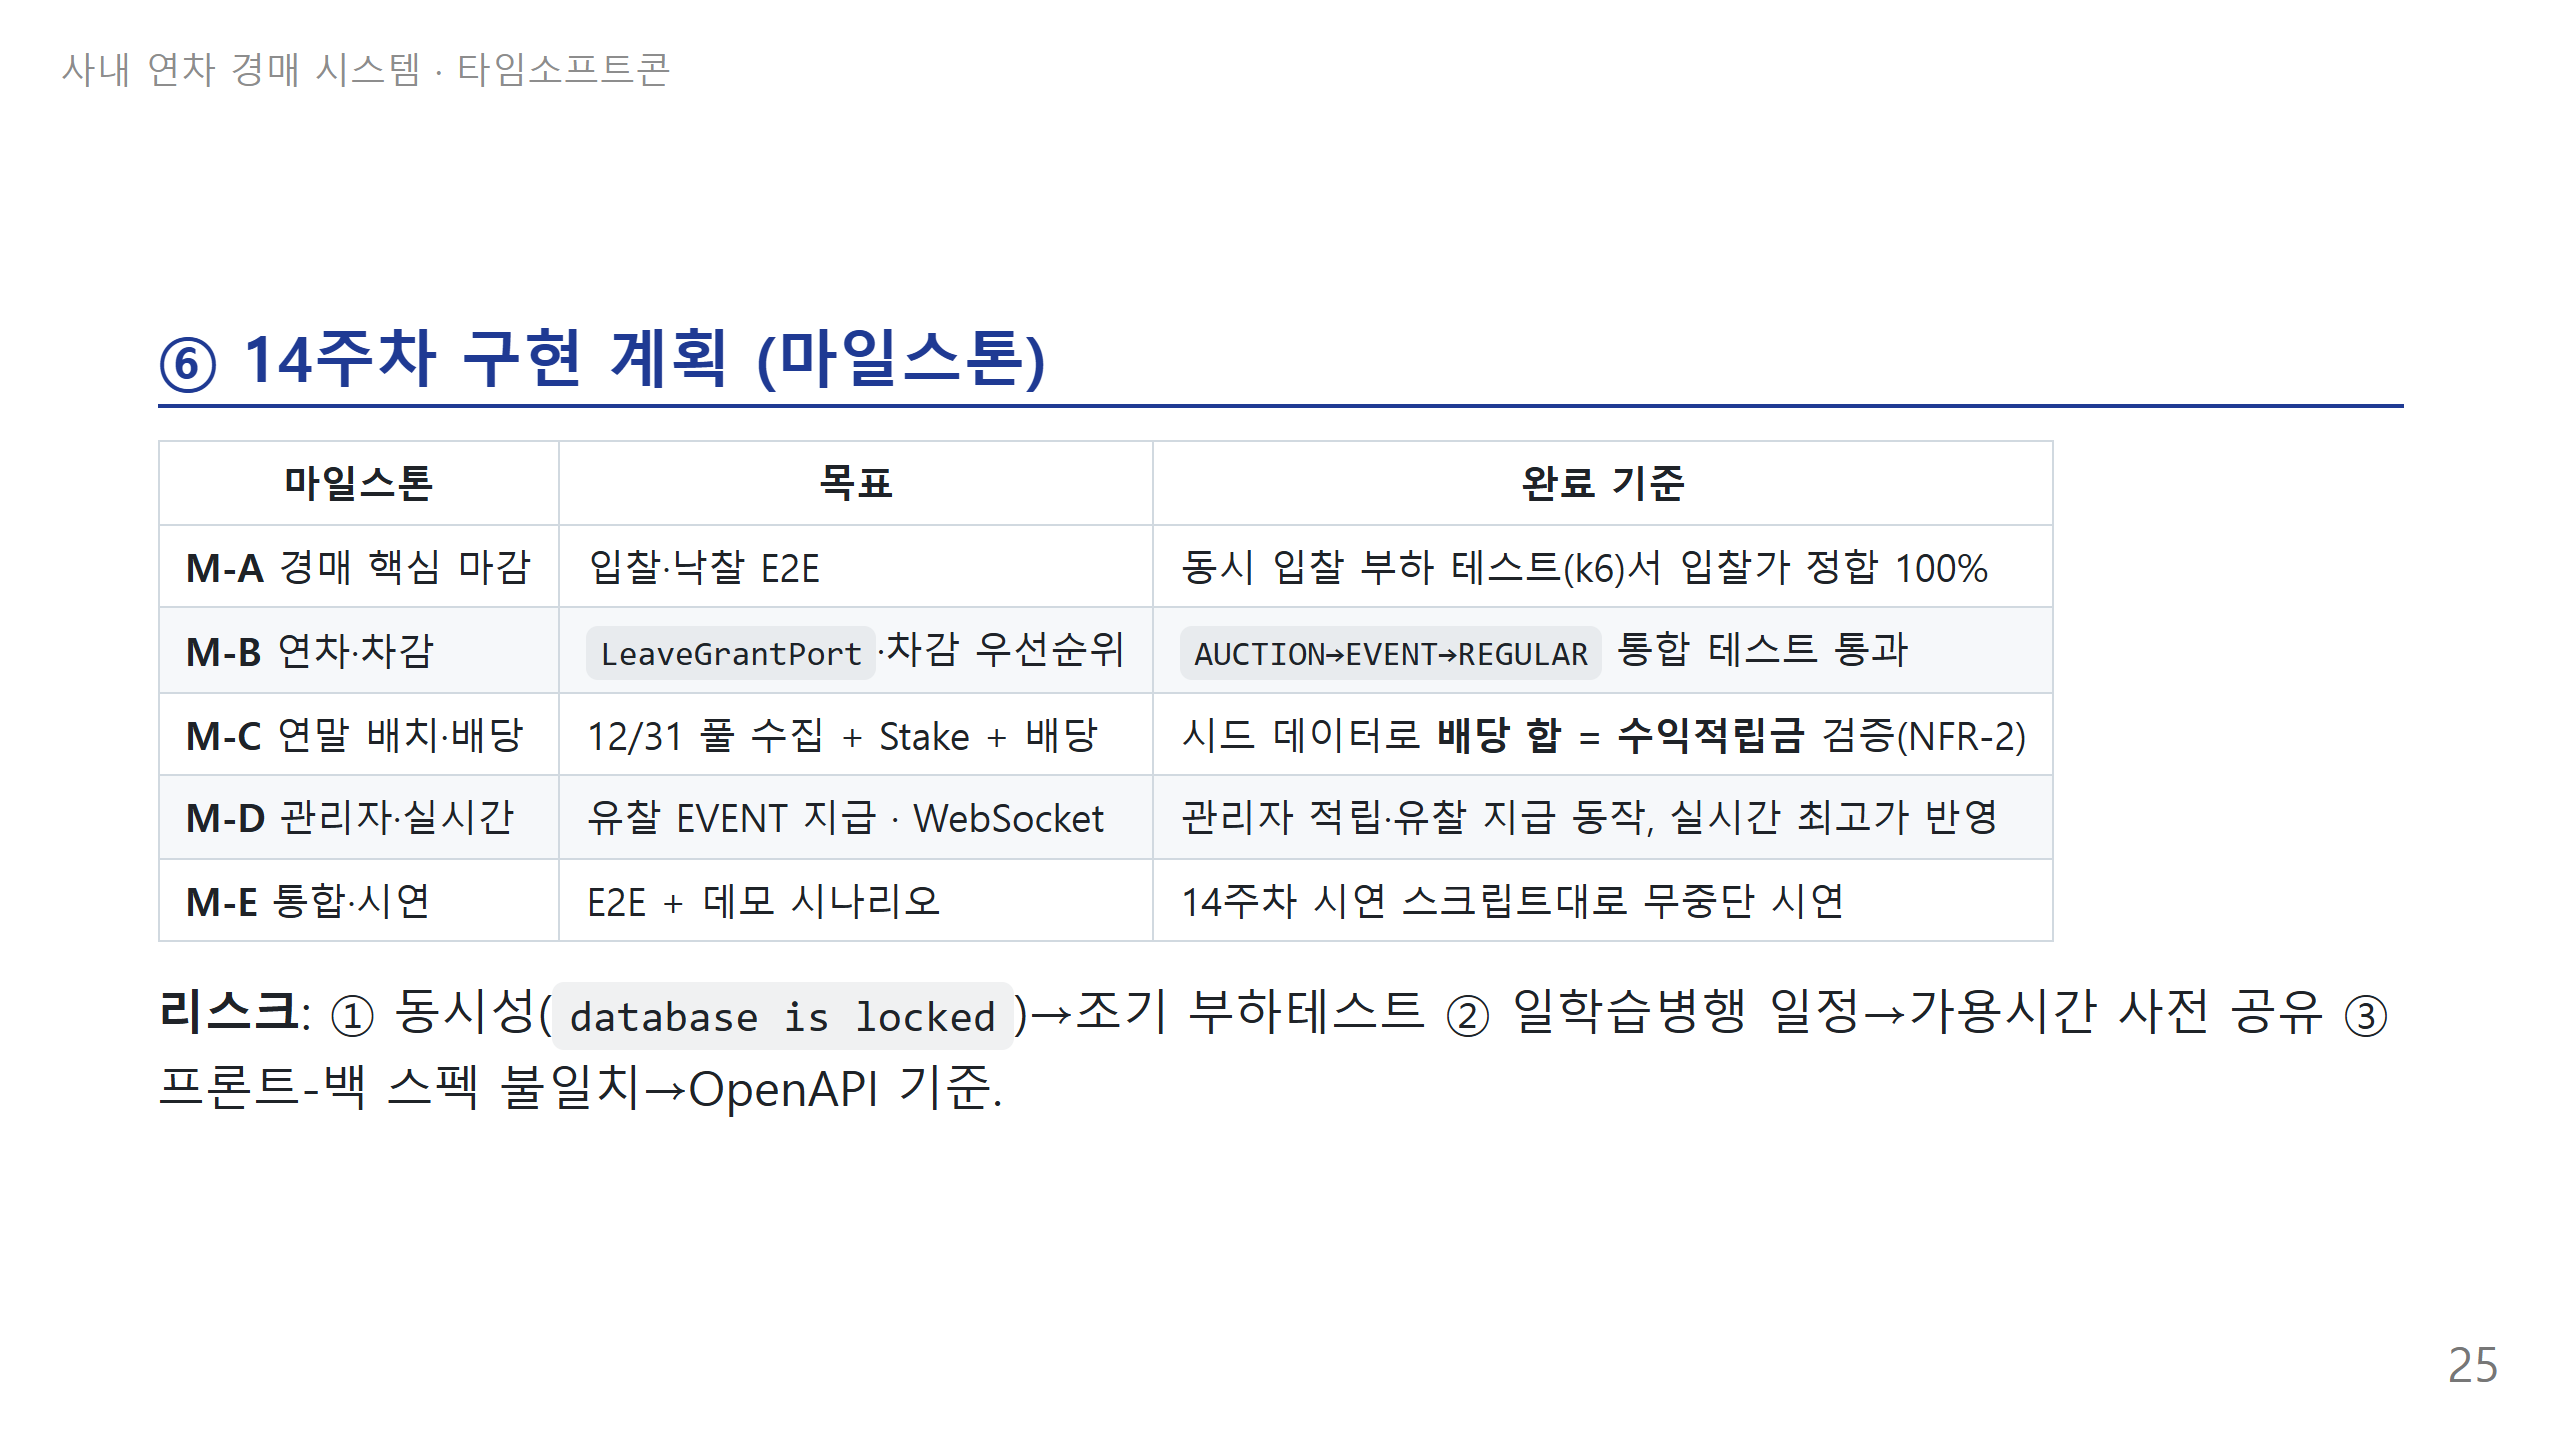 사내 연차 경매 시스템 · 타임소프트콘
⑥ 14주차 구현 계획 (마일스톤)
마일스톤 목표 완료 기준
M-A 경매 핵심 마감 입찰·낙찰 E2E 동시 입찰 부하 테스트(k6)서 입찰가 정합 100%
M-B 연차·차감 LeaveGrantPort·차감 우선순위 AUCTION→EVENT→REGULAR 통합 테스트 통과
M-C 연말 배치·배당 12/31 풀 수집 + Stake + 배당 시드 데이터로 배당 합 = 수익적립금 검증(NFR-2)
M-D 관리자·실시간 유찰 EVENT 지급 · WebSocket 관리자 적립·유찰 지급 동작, 실시간 최고가 반영
M-E 통합·시연 E2E + 데모 시나리오 14주차 시연 스크립트대로 무중단 시연
리스크: ① 동시성(database is locked)→조기 부하테스트 ② 일학습병행 일정→가용시간 사전 공유 ③
프론트-백 스펙 불일치→OpenAPI 기준.
25